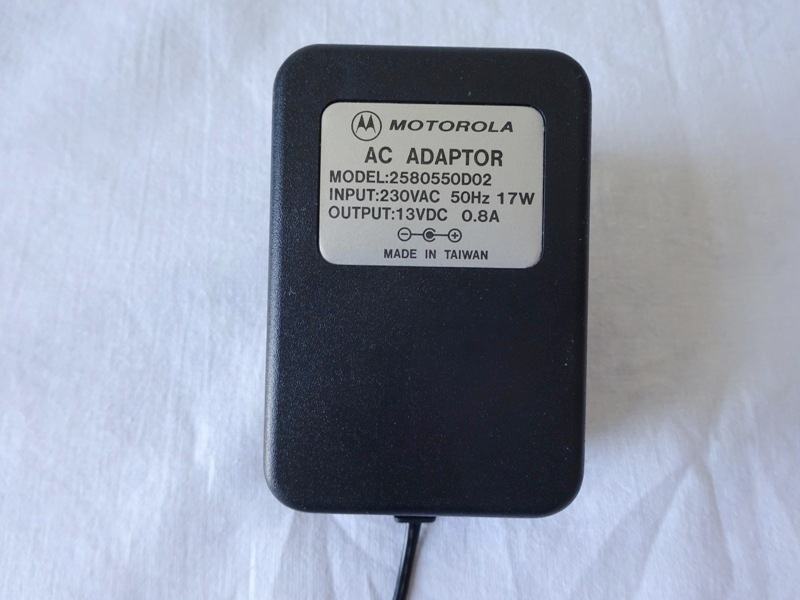 MOTOROLA
AC ADAPTOR
MODEL:2580550D02
INPUT:230VAC 50Hz 17W
OUTPUT:13VDC 0.8A
MADE IN TAIWAN